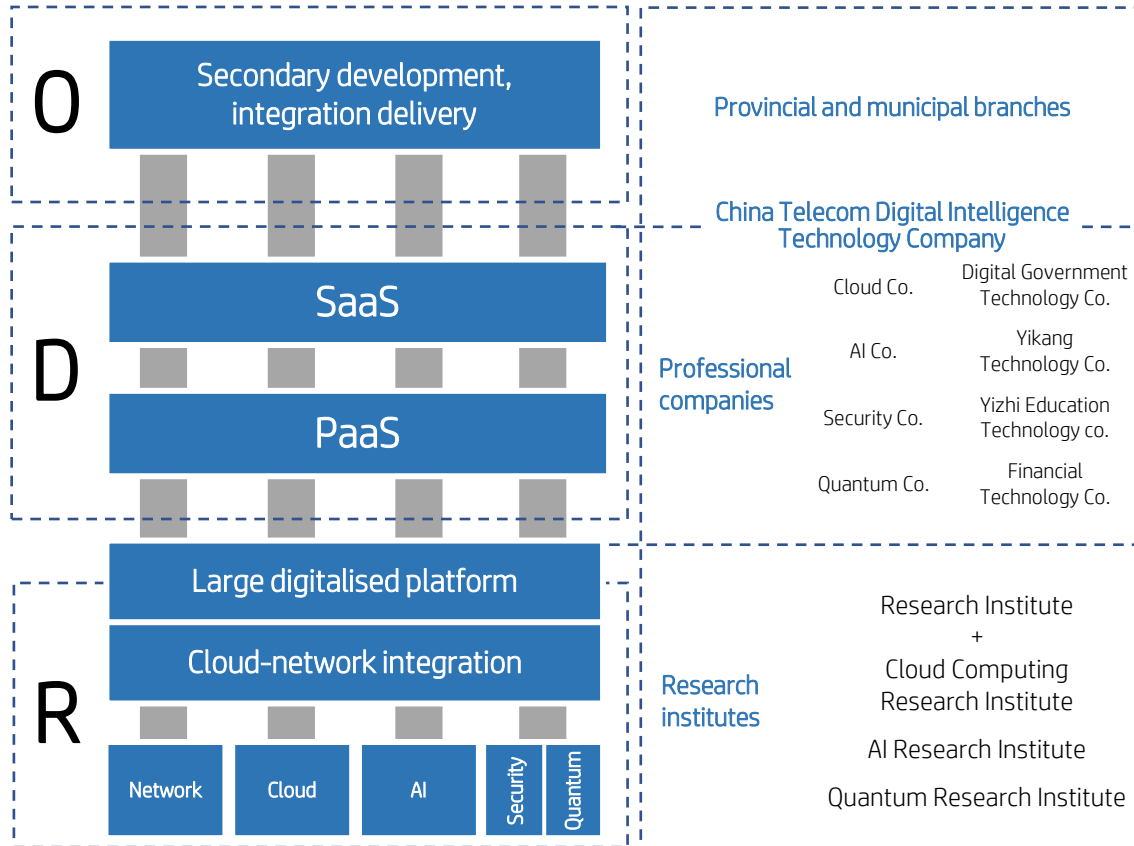 O
Secondary development,
integration delivery
Provincial and municipal branches
China Telecom Digital Intelligence
Technology Company
D
SaaS
PaaS
Professional
companies
Cloud Co.
Digital Government
Technology Co.
AI Co.
Yikang
Technology Co.
Security Co.
Yizhi Education
Technology co.
Quantum Co.
Financial
Technology Co.
R
Large digitalised platform
Cloud-network integration
Network
Cloud
AI
Security
Quantum
Research
institutes
Research Institute
+
Cloud Computing
Research Institute
AI Research Institute
Quantum Research Institute